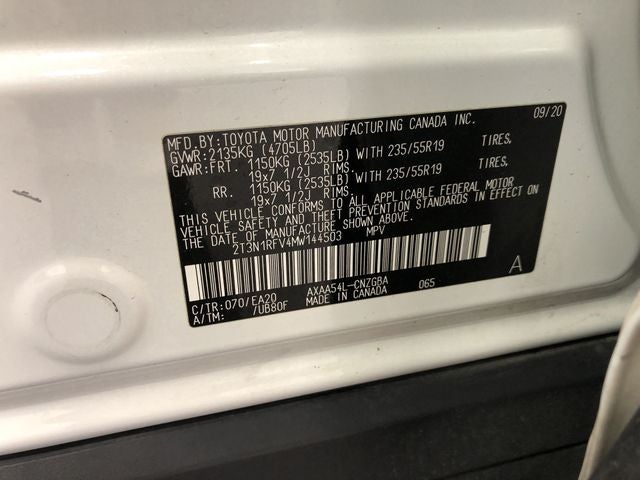 MFD.BY:TOYOTA MOTOR MANUFACTURING CANADA INC. 09/20
GVWR:2135KG (4705LB)
GAWR:FRT. 1150KG (2535LB) WITH 235/55R19 TIRES,
19x7 1/2J RIMS.
RR. 1150KG (2535LB) WITH 235/55R19 TIRES,
19x7 1/2J RIMS.
THIS VEHICLE CONFORMS TO ALL APPLICABLE FEDERAL MOTOR
VEHICLE SAFETY AND THEFT PREVENTION STANDARDS IN EFFECT ON
THE DATE OF MANUFACTURE SHOWN ABOVE.
2T3N1RFV4MW144503 MPV
A
C/TR:070/EA20 AXAA54L-CNZGBA 065
A/TM: /UB80F MADE IN CANADA